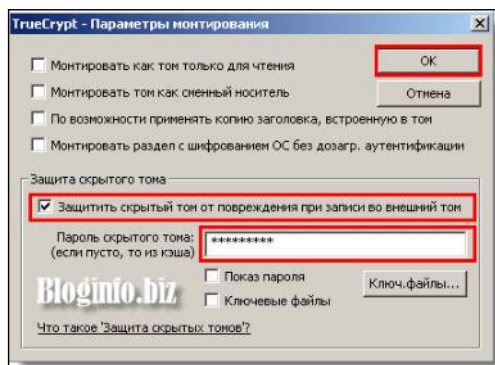 TrueCrypt - Параметры монтирования
Монтировать как том только для чтения
OK
Монтировать том как сменный носитель
Отмена
По возможности применять копию заголовка, встроенную в том
Монтировать раздел с шифрованием ОС без дозагр. аутентификации
Защита скрытого тома
Защитить скрытый том от повреждения при записи во внешний том
Пароль скрытого тома:
(если пусто, то из кэша)
*********
Показ пароля
Ключевые файлы
Ключ.файлы...
Bloginfo.biz
Что такое 'Защита скрытых томов'?